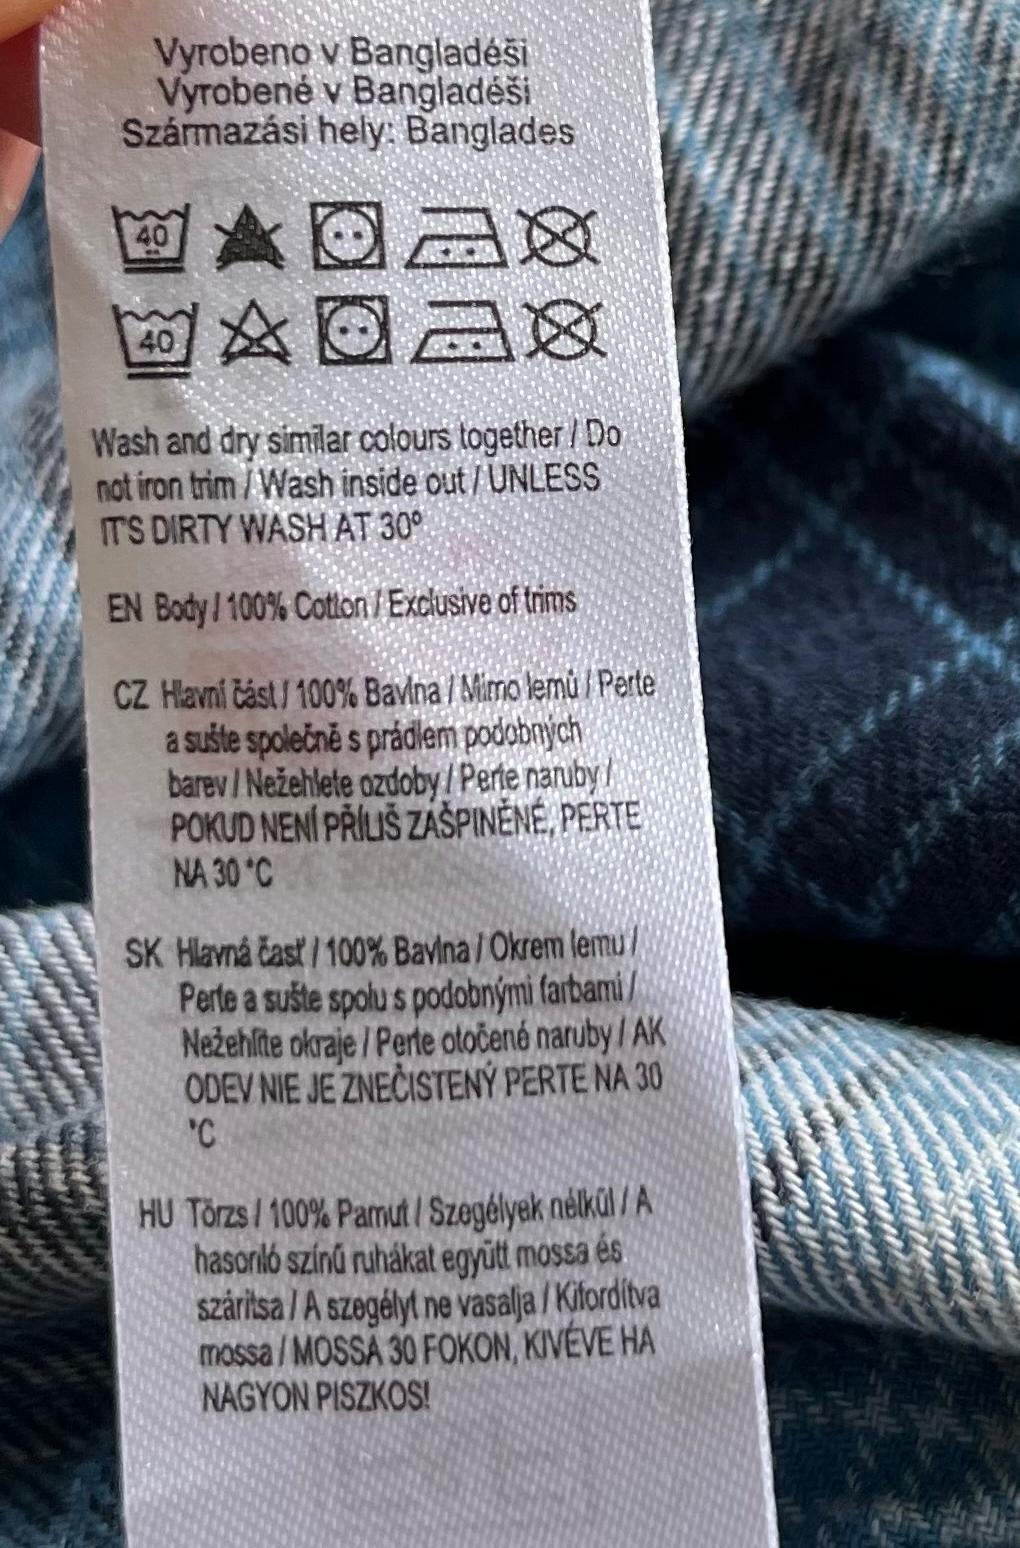 Vyrobeno v Bangladéši
Vyrobené v Bangladéši
Származási hely: Banglades
40
40
Wash and dry similar colours together / Do
not iron trim / Wash inside out / UNLESS
IT'S DIRTY WASH AT 30º
EN Body / 100% Cotton / Exclusive of trims
CZ Hlavní část / 100% Bavlna / Mimo lemů / Perte
a sušte společně s prádlem podobných
barev / Nežehlete ozdoby / Perte naruby /
POKUD NENÍ PŘÍLIŠ ZAŠPINĚNÉ, PERTE
NA 30 °C
SK Hlavná časť / 100% Bavlna / Okrem lemu /
Perte a sušte spolu s podobnými farbami /
Nežehlite okraje / Perte otočené naruby / AK
ODEV NIE JE ZNEČISTENÝ PERTE NA 30
°C
HU Törzs / 100% Pamut / Szegélyek nélkül / A
hasonló színű ruhákat együtt mossa és
szárítsa / A szegélyt ne vasalja / Kifordítva
mossa / MOSSA 30 FOKON, KIVÉVE HA
NAGYON PISZKOS!